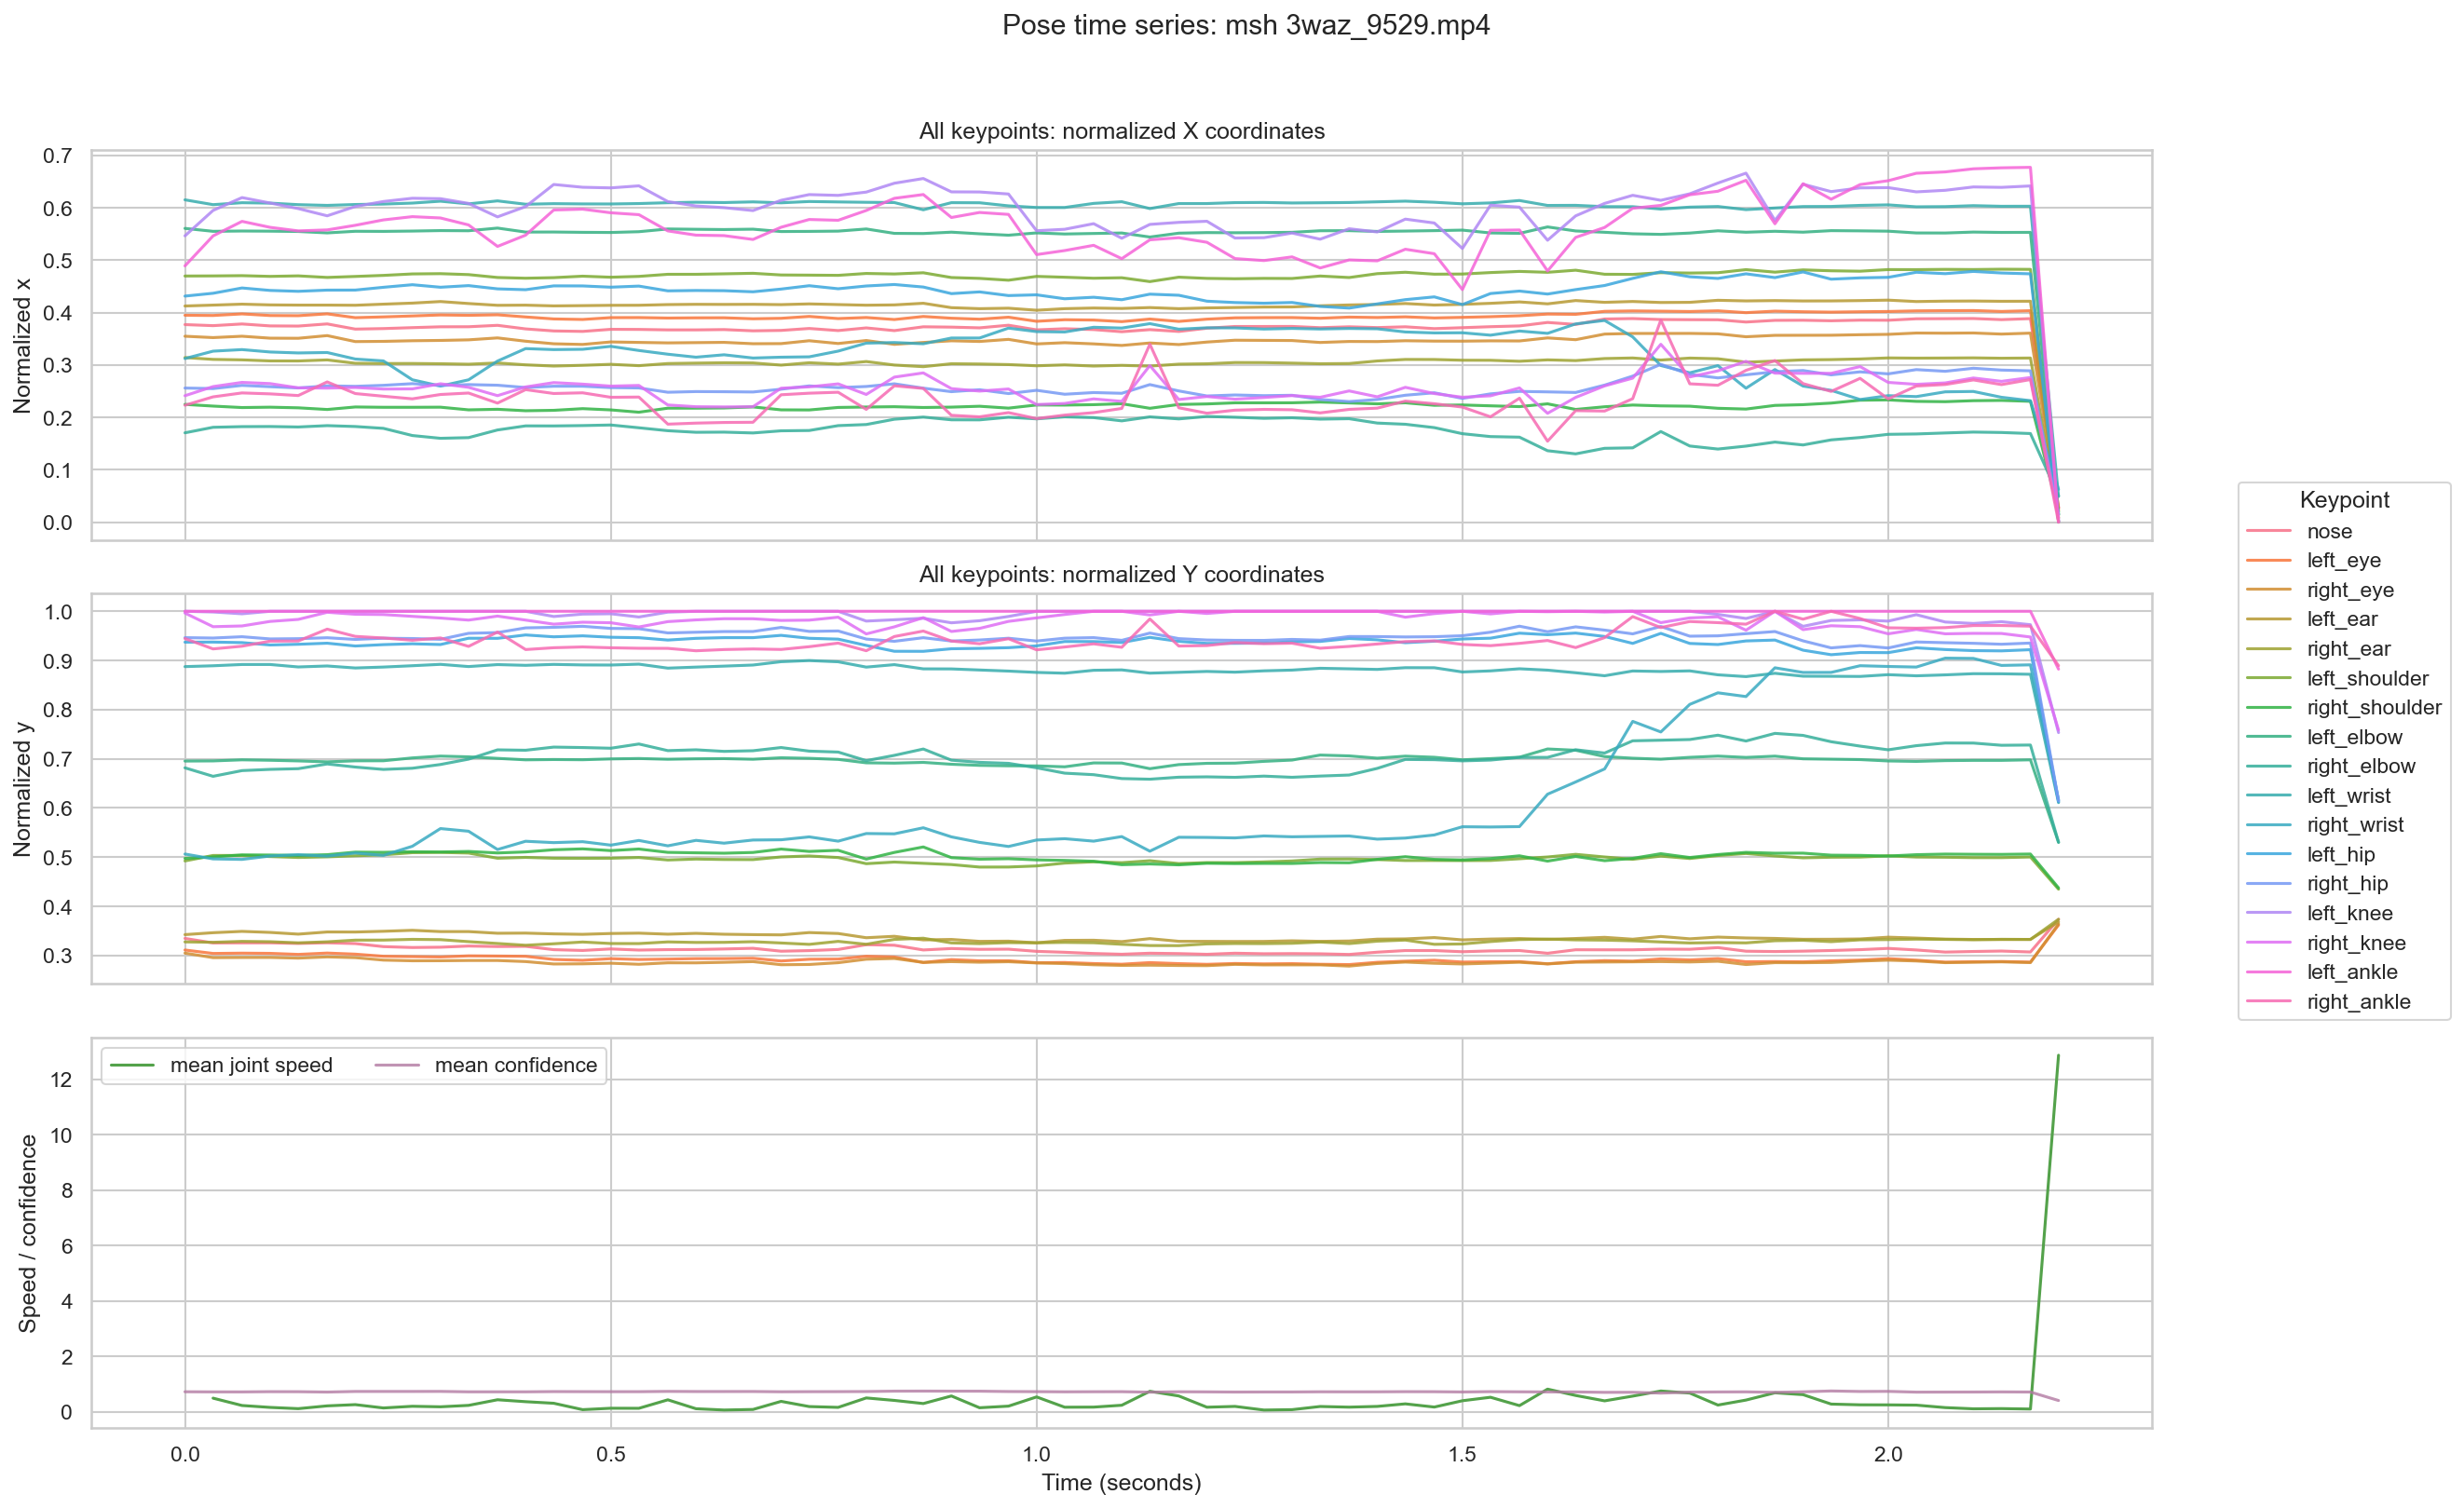 Pose time series: msh 3waz_9529.mp4
All keypoints: normalized X coordinates
Normalized x
0.7
0.6
0.5
0.4
0.3
0.2
0.1
0.0
All keypoints: normalized Y coordinates
Normalized y
1.0
0.9
0.8
0.7
0.6
0.5
0.4
0.3
Keypoint
nose
left_eye
right_eye
left_ear
right_ear
left_shoulder
right_shoulder
left_elbow
right_elbow
left_wrist
right_wrist
left_hip
right_hip
left_knee
right_knee
left_ankle
right_ankle
mean joint speed
mean confidence
Speed / confidence
12
10
8
6
4
2
0
0.0
0.5
1.0
1.5
2.0
Time (seconds)